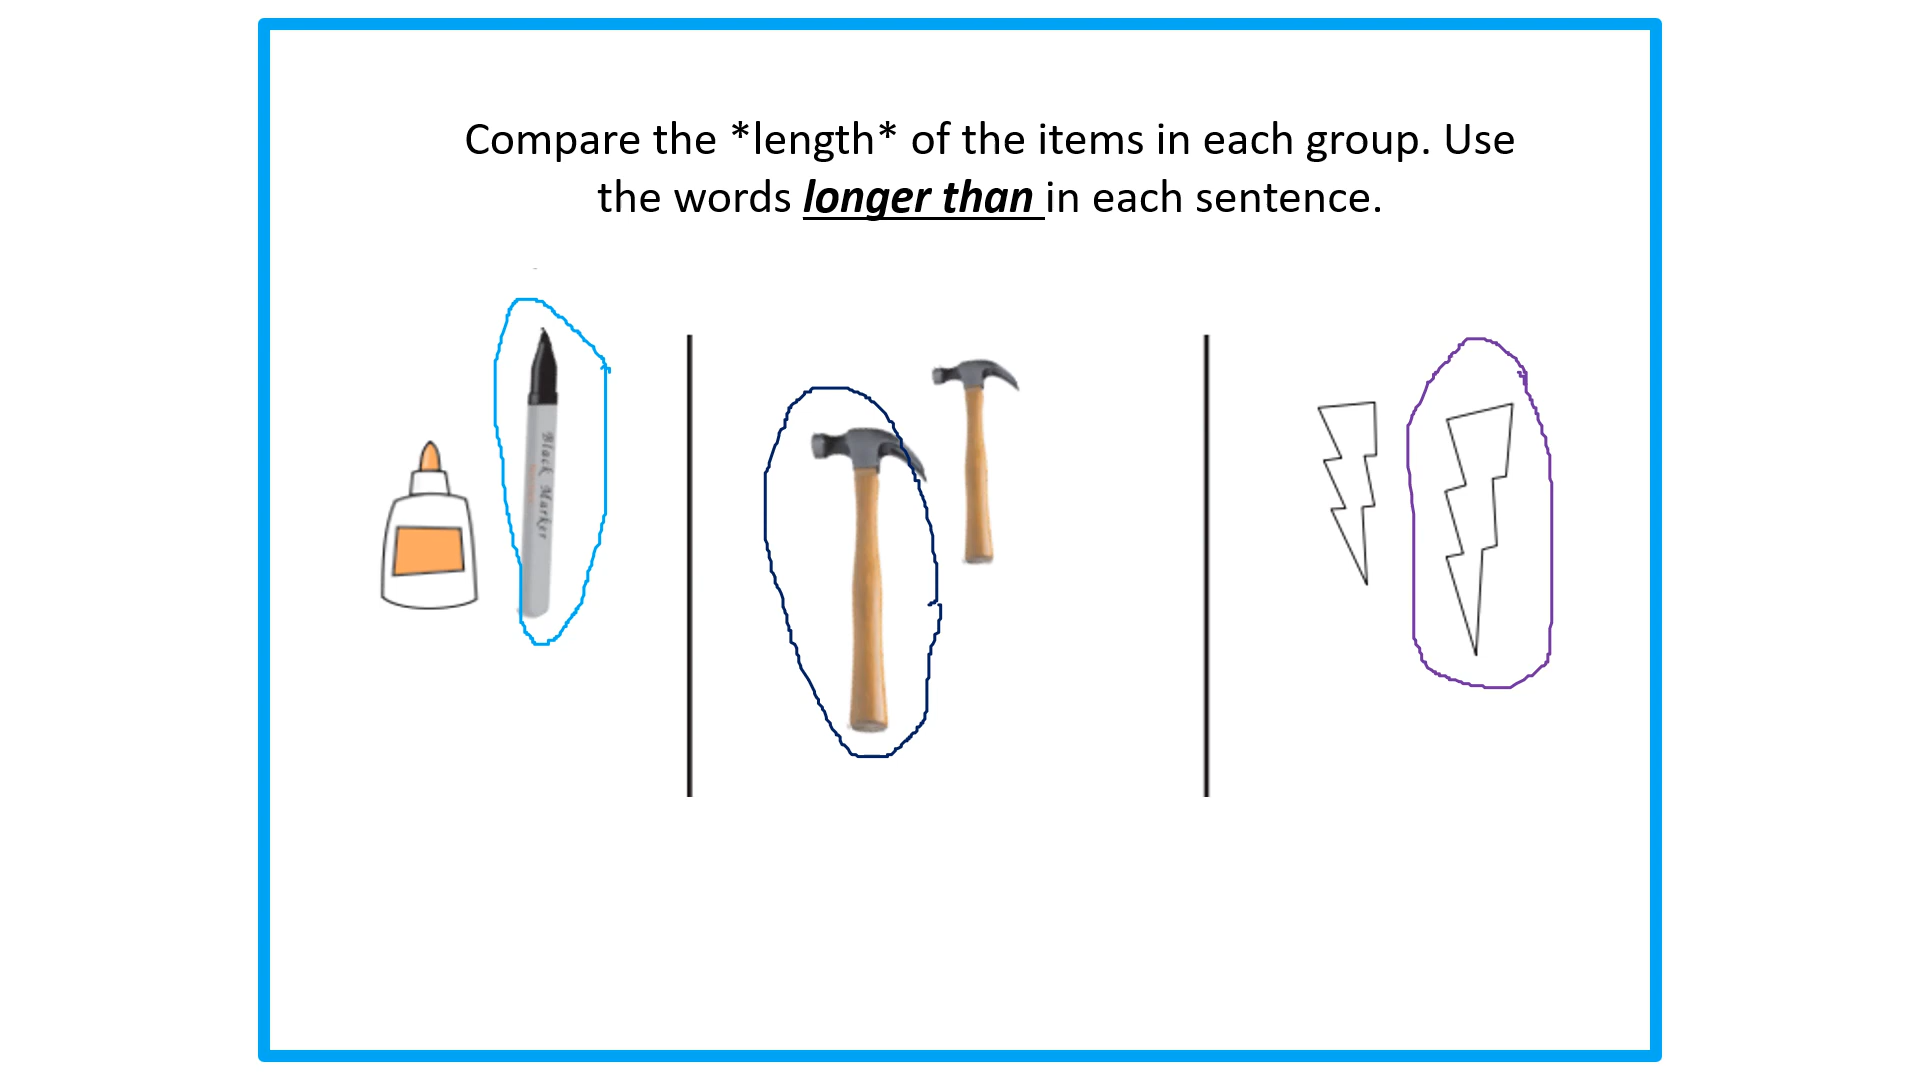 Compare the *length* of the items in each group. Use
the words longer than in each sentence.
Black Marker